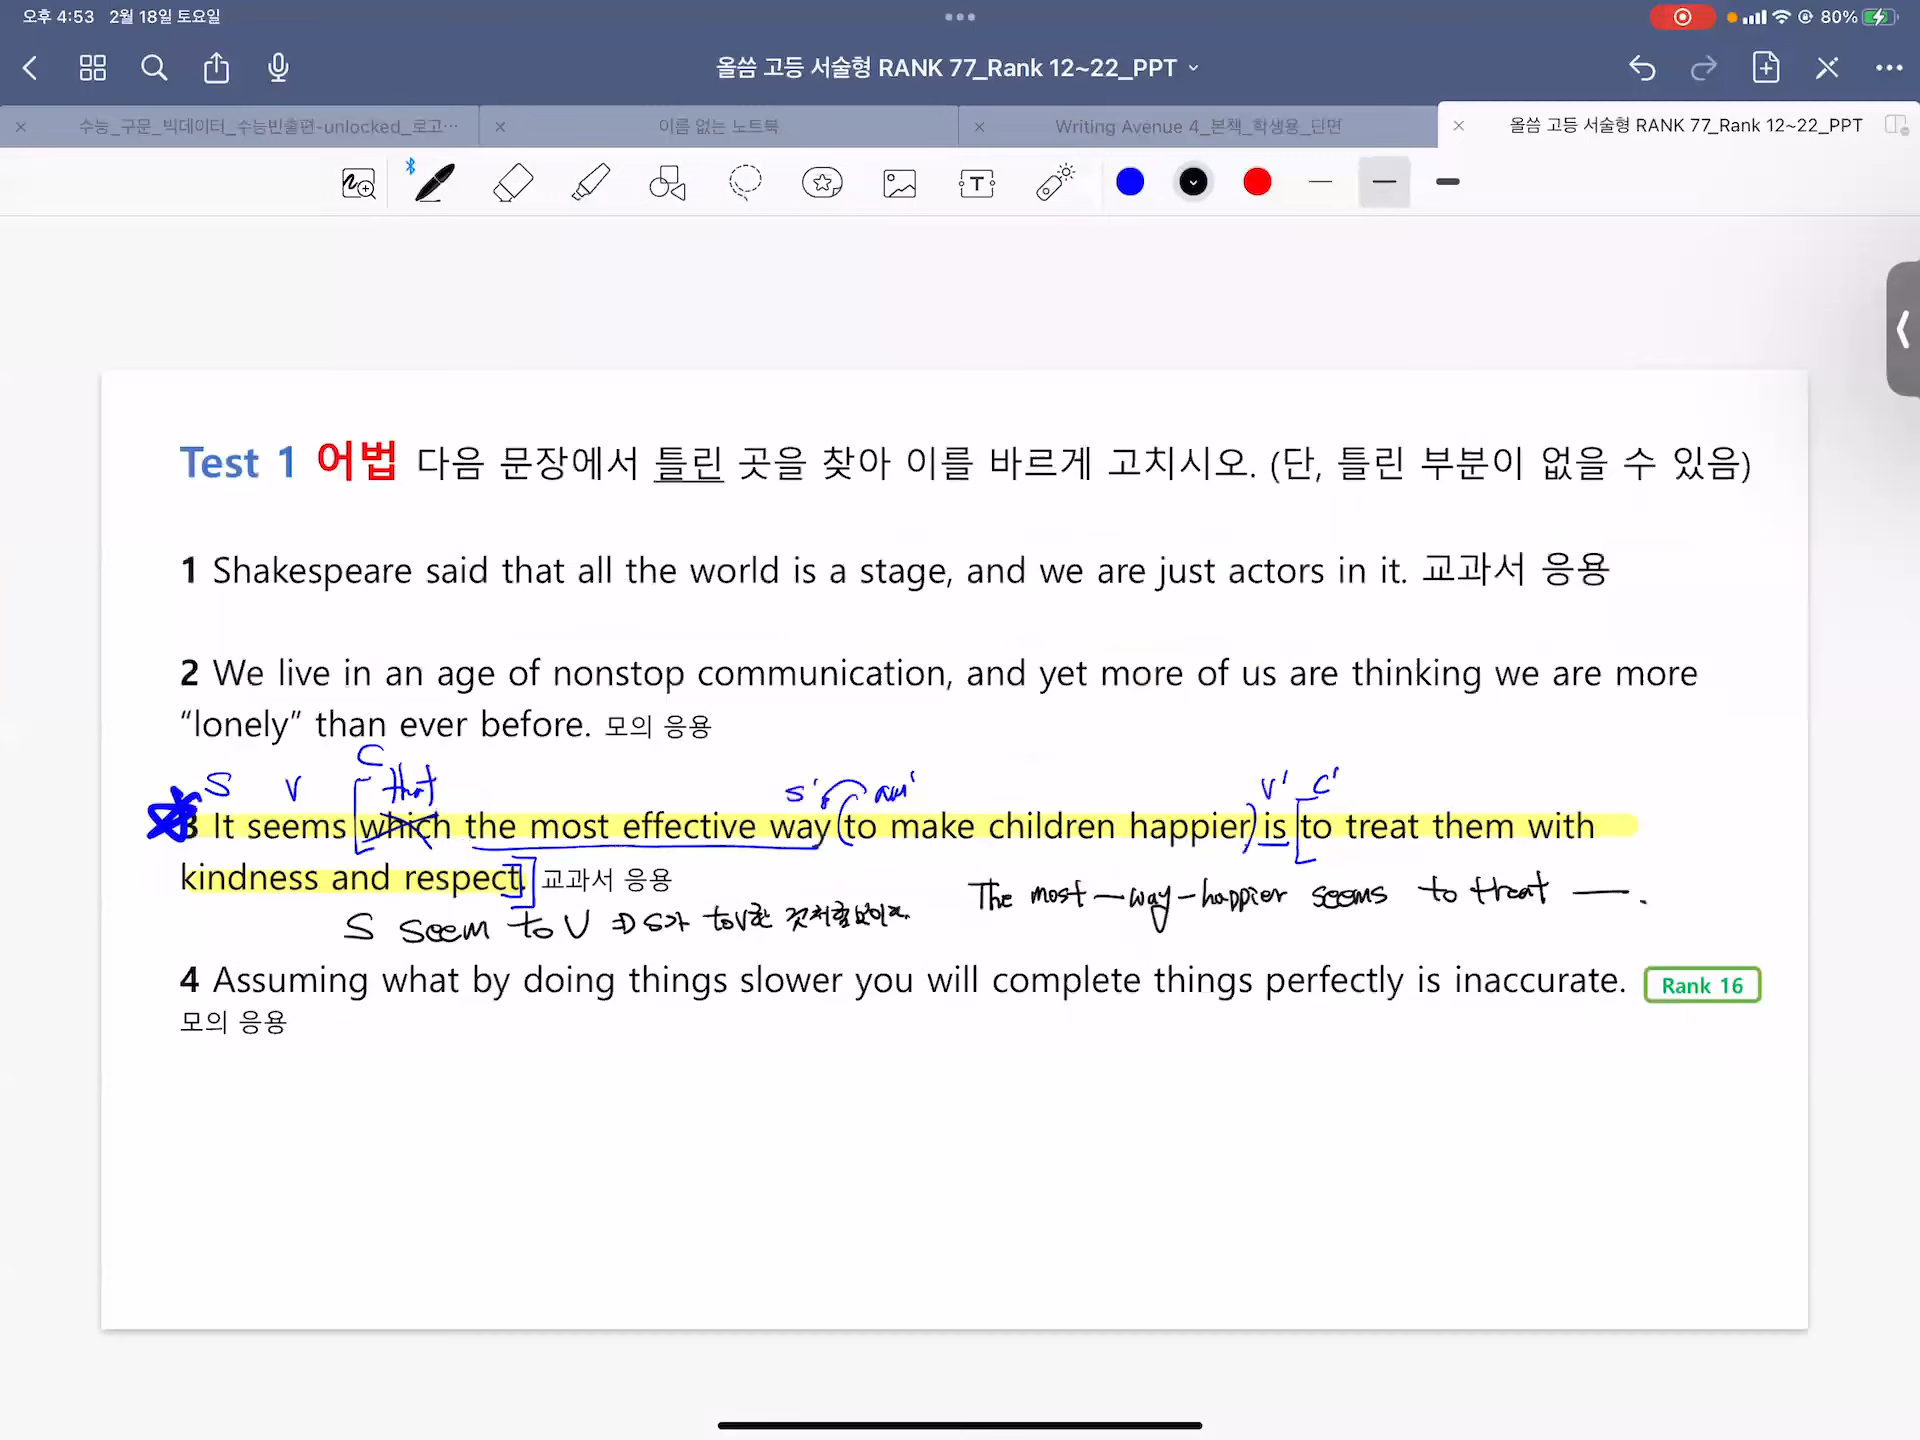 오후 4:53 2월 18일 토요일 80%
올씀 고등 서술형 RANK 77_Rank 12~22_PPT
수능_구문_빅데이터_수능빈출편-unlocked_로고… 이름 없는 노트북 Writing Avenue 4_본책_학생용_단면 올씀 고등 서술형 RANK 77_Rank 12~22_PPT
Test 1 어법 다음 문장에서 틀린 곳을 찾아 이를 바르게 고치시오. (단, 틀린 부분이 없을 수 있음)
1 Shakespeare said that all the world is a stage, and we are just actors in it. 교과서 응용
2 We live in an age of nonstop communication, and yet more of us are thinking we are more
“lonely” than ever before. 모의 응용
S V C that S' V' C'
3 It seems which the most effective way (to make children happier) is [to treat them with
kindness and respect.] 교과서 응용
The most — way — happier seems to treat — .
S seem to V ⇒ S가 to V한 것처럼 보이다.
4 Assuming what by doing things slower you will complete things perfectly is inaccurate. Rank 16
모의 응용